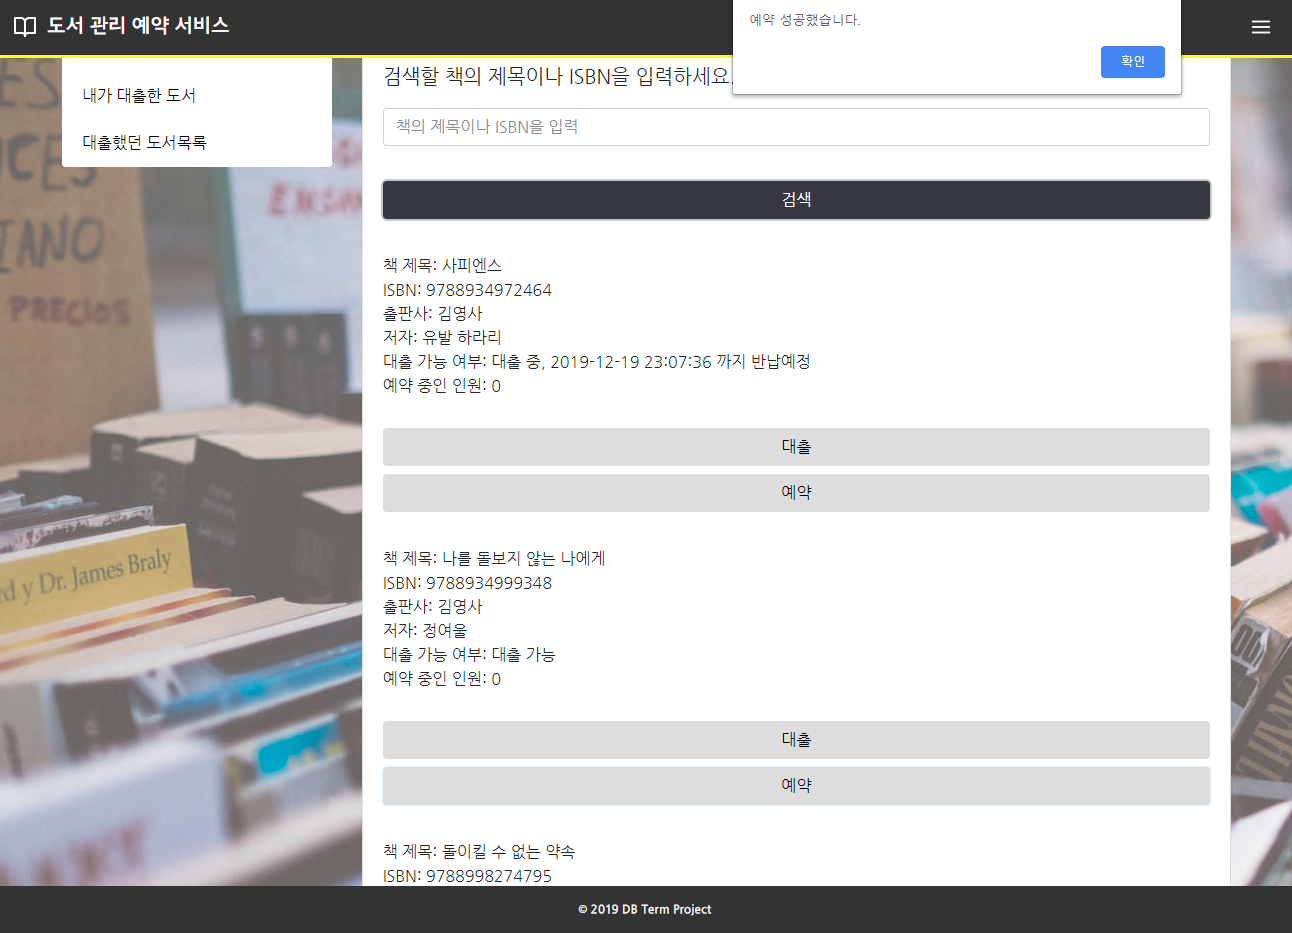 도서 관리 예약 서비스
예약 성공했습니다.
확인
내가 대출한 도서
대출했던 도서목록
검색할 책의 제목이나 ISBN을 입력하세요.
책의 제목이나 ISBN을 입력
검색
책 제목: 사피엔스
ISBN: 9788934972464
출판사: 김영사
저자: 유발 하라리
대출 가능 여부: 대출 중, 2019-12-19 23:07:36 까지 반납예정
예약 중인 인원: 0
대출
예약
책 제목: 나를 돌보지 않는 나에게
ISBN: 9788934999348
출판사: 김영사
저자: 정여울
대출 가능 여부: 대출 가능
예약 중인 인원: 0
대출
예약
책 제목: 돌이킬 수 없는 약속
ISBN: 9788998274795
PRECIOS
rd y Dr. James Braly
© 2019 DB Term Project